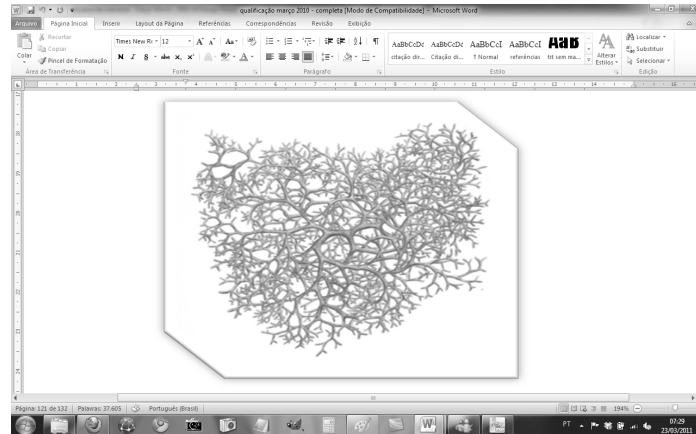 qualificação março 2010 - completa [Modo de Compatibilidade] - Microsoft Word
Arquivo Página Inicial Inserir Layout da Página Referências Correspondências Revisão Exibição
Colar
Recortar
Copiar
Pincel de Formatação
Área de Transferência
Times New Ro 12
N I S abc x₂ x²
Fonte
Parágrafo
AaBbCcDc AaBbCcDc AaBbCcI AaBbCcI AaB
citação dir... Citação di... ¶ Normal referências tit sem ma...
Alterar Estilos
Estilo
Localizar
Substituir
Selecionar
Edição
Página: 121 de 132 Palavras: 37.605 Português (Brasil) 194%
PT 07:29
23/03/2011